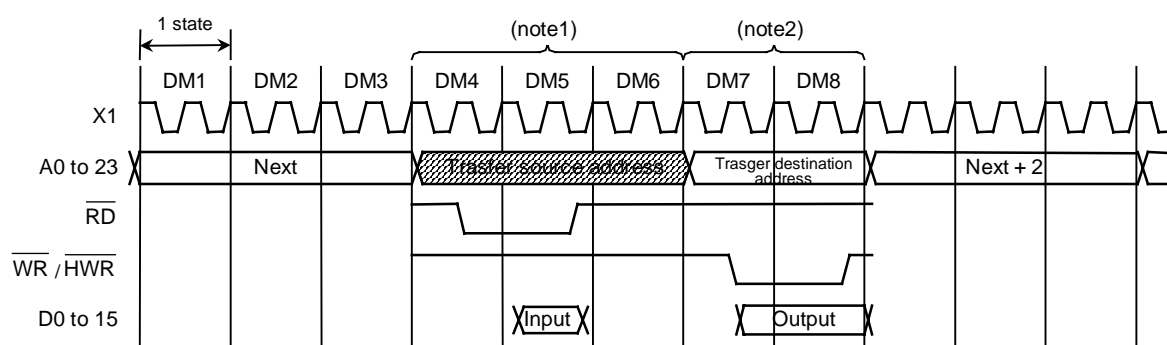 1 state
(note1)
(note2)
DM1 DM2 DM3 DM4 DM5 DM6 DM7 DM8
X1
A0 to 23
Next
Trasfer source address
Trasger destination
address
Next + 2
RD
WR / HWR
D0 to 15
Input
Output